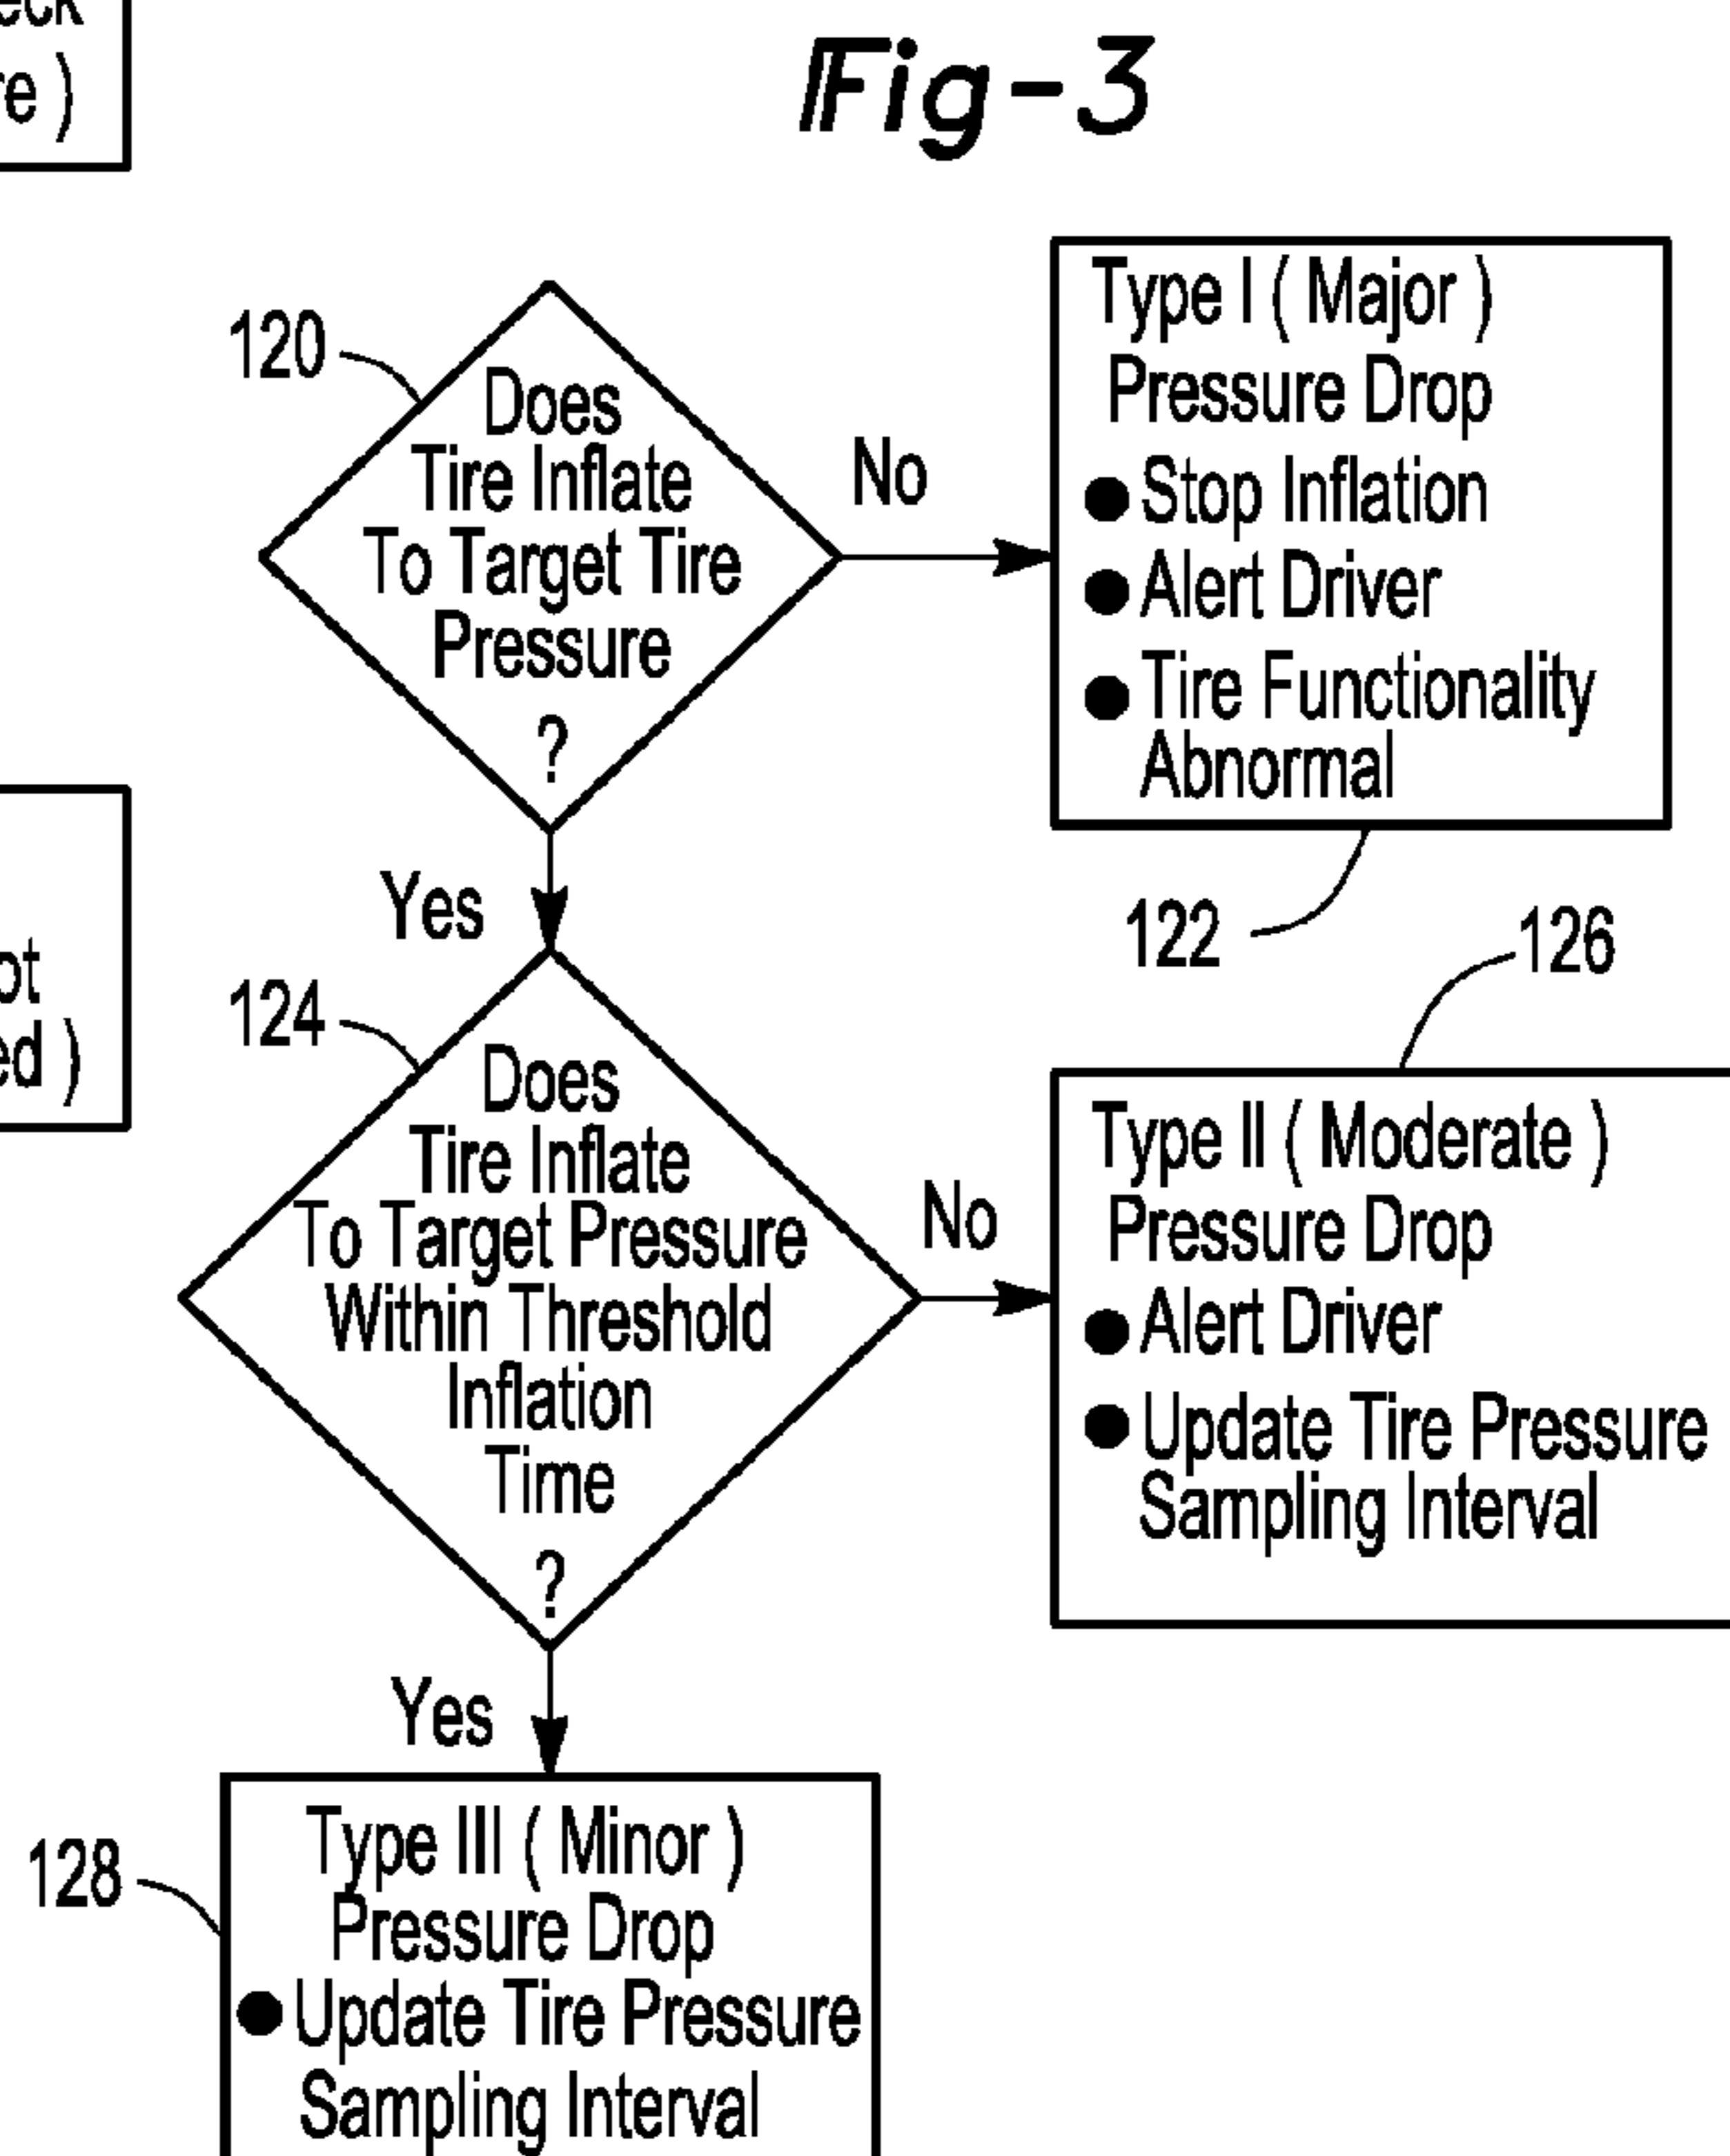 Fig-3
e )
120
Does
Tire Inflate
To Target Tire
Pressure
?
No
Type I ( Major )
Pressure Drop
● Stop Inflation
● Alert Driver
● Tire Functionality
Abnormal
122
Yes
ed )
124
Does
Tire Inflate
To Target Pressure
Within Threshold
Inflation
Time
?
No
126
Type II ( Moderate )
Pressure Drop
● Alert Driver
● Update Tire Pressure
Sampling Interval
Yes
128
Type III ( Minor )
Pressure Drop
● Update Tire Pressure
Sampling Interval